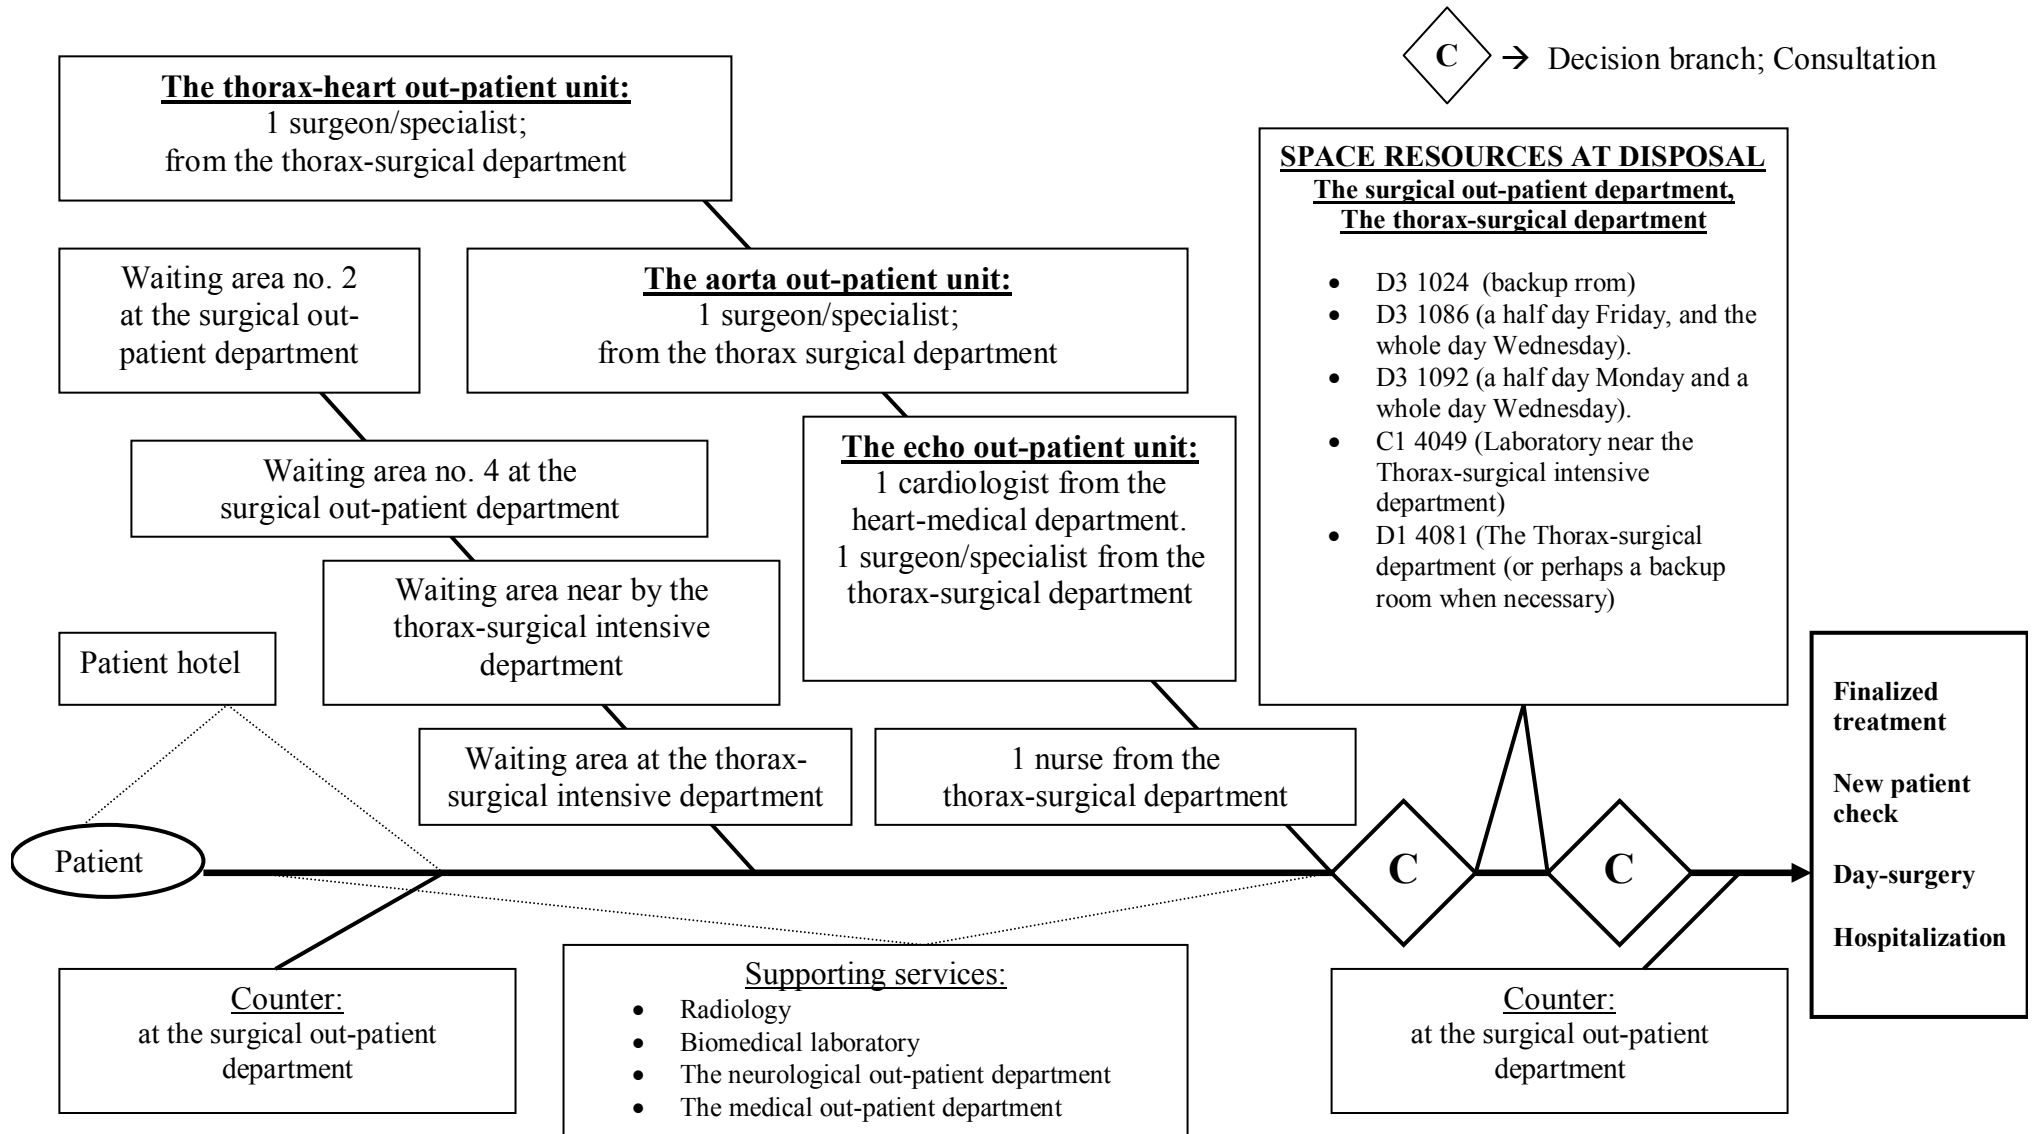 C → Decision branch; Consultation
The thorax-heart out-patient unit:
1 surgeon/specialist;
from the thorax-surgical department
SPACE RESOURCES AT DISPOSAL
The surgical out-patient department,
The thorax-surgical department
• D3 1024 (backup rrom)
• D3 1086 (a half day Friday, and the
whole day Wednesday).
• D3 1092 (a half day Monday and a
whole day Wednesday).
• C1 4049 (Laboratory near the
Thorax-surgical intensive
department)
• D1 4081 (The Thorax-surgical
department (or perhaps a backup
room when necessary)
Waiting area no. 2
at the surgical out-
patient department
The aorta out-patient unit:
1 surgeon/specialist;
from the thorax surgical department
Waiting area no. 4 at the
surgical out-patient department
The echo out-patient unit:
1 cardiologist from the
heart-medical department.
1 surgeon/specialist from the
thorax-surgical department
Waiting area near by the
thorax-surgical intensive
department
Patient hotel
Waiting area at the thorax-
surgical intensive department
1 nurse from the
thorax-surgical department
Patient
C
C
Finalized
treatment
New patient
check
Day-surgery
Hospitalization
Counter:
at the surgical out-patient
department
Supporting services:
• Radiology
• Biomedical laboratory
• The neurological out-patient department
• The medical out-patient department
Counter:
at the surgical out-patient
department